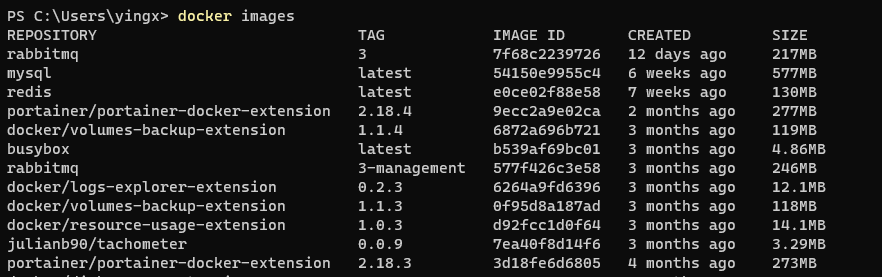 PS C:\Users\yingx> docker images
REPOSITORY TAG IMAGE ID CREATED SIZE
rabbitmq 3 7f68c2239726 12 days ago 217MB
mysql latest 54150e9955c4 6 weeks ago 577MB
redis latest e0ce02f88e58 7 weeks ago 130MB
portainer/portainer-docker-extension 2.18.4 9ecc2a9e02ca 2 months ago 277MB
docker/volumes-backup-extension 1.1.4 6872a696b721 3 months ago 119MB
busybox latest b539af69bc01 3 months ago 4.86MB
rabbitmq 3-management 577f426c3e58 3 months ago 246MB
docker/logs-explorer-extension 0.2.3 6264a9fd6396 3 months ago 12.1MB
docker/volumes-backup-extension 1.1.3 0f95d8a187ad 3 months ago 118MB
docker/resource-usage-extension 1.0.3 d92fcc1d0f64 3 months ago 14.1MB
julianb90/tachometer 0.0.9 7ea40f8d14f6 3 months ago 3.29MB
portainer/portainer-docker-extension 2.18.3 3d18fe6d6805 4 months ago 273MB